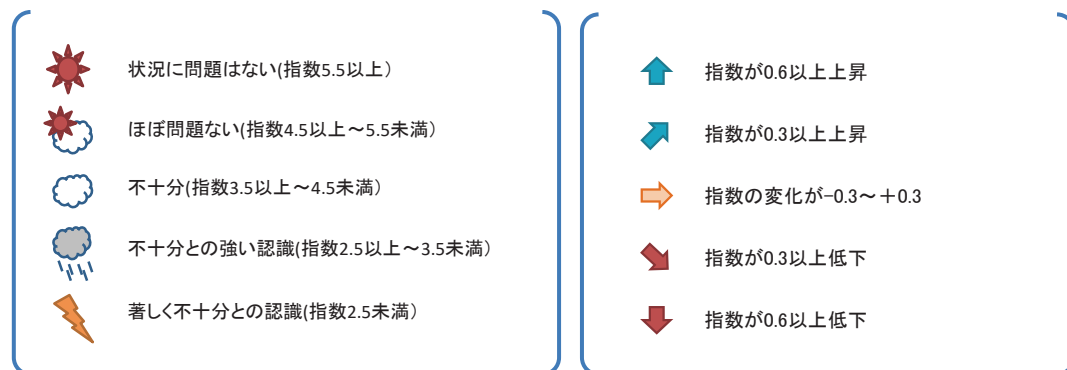 状況に問題はない(指数5.5以上)
ほぼ問題ない(指数4.5以上～5.5未満)
不十分(指数3.5以上～4.5未満)
不十分との強い認識(指数2.5以上～3.5未満)
著しく不十分との認識(指数2.5未満)
指数が0.6以上上昇
指数が0.3以上上昇
指数の変化が-0.3～＋0.3
指数が0.3以上低下
指数が0.6以上低下